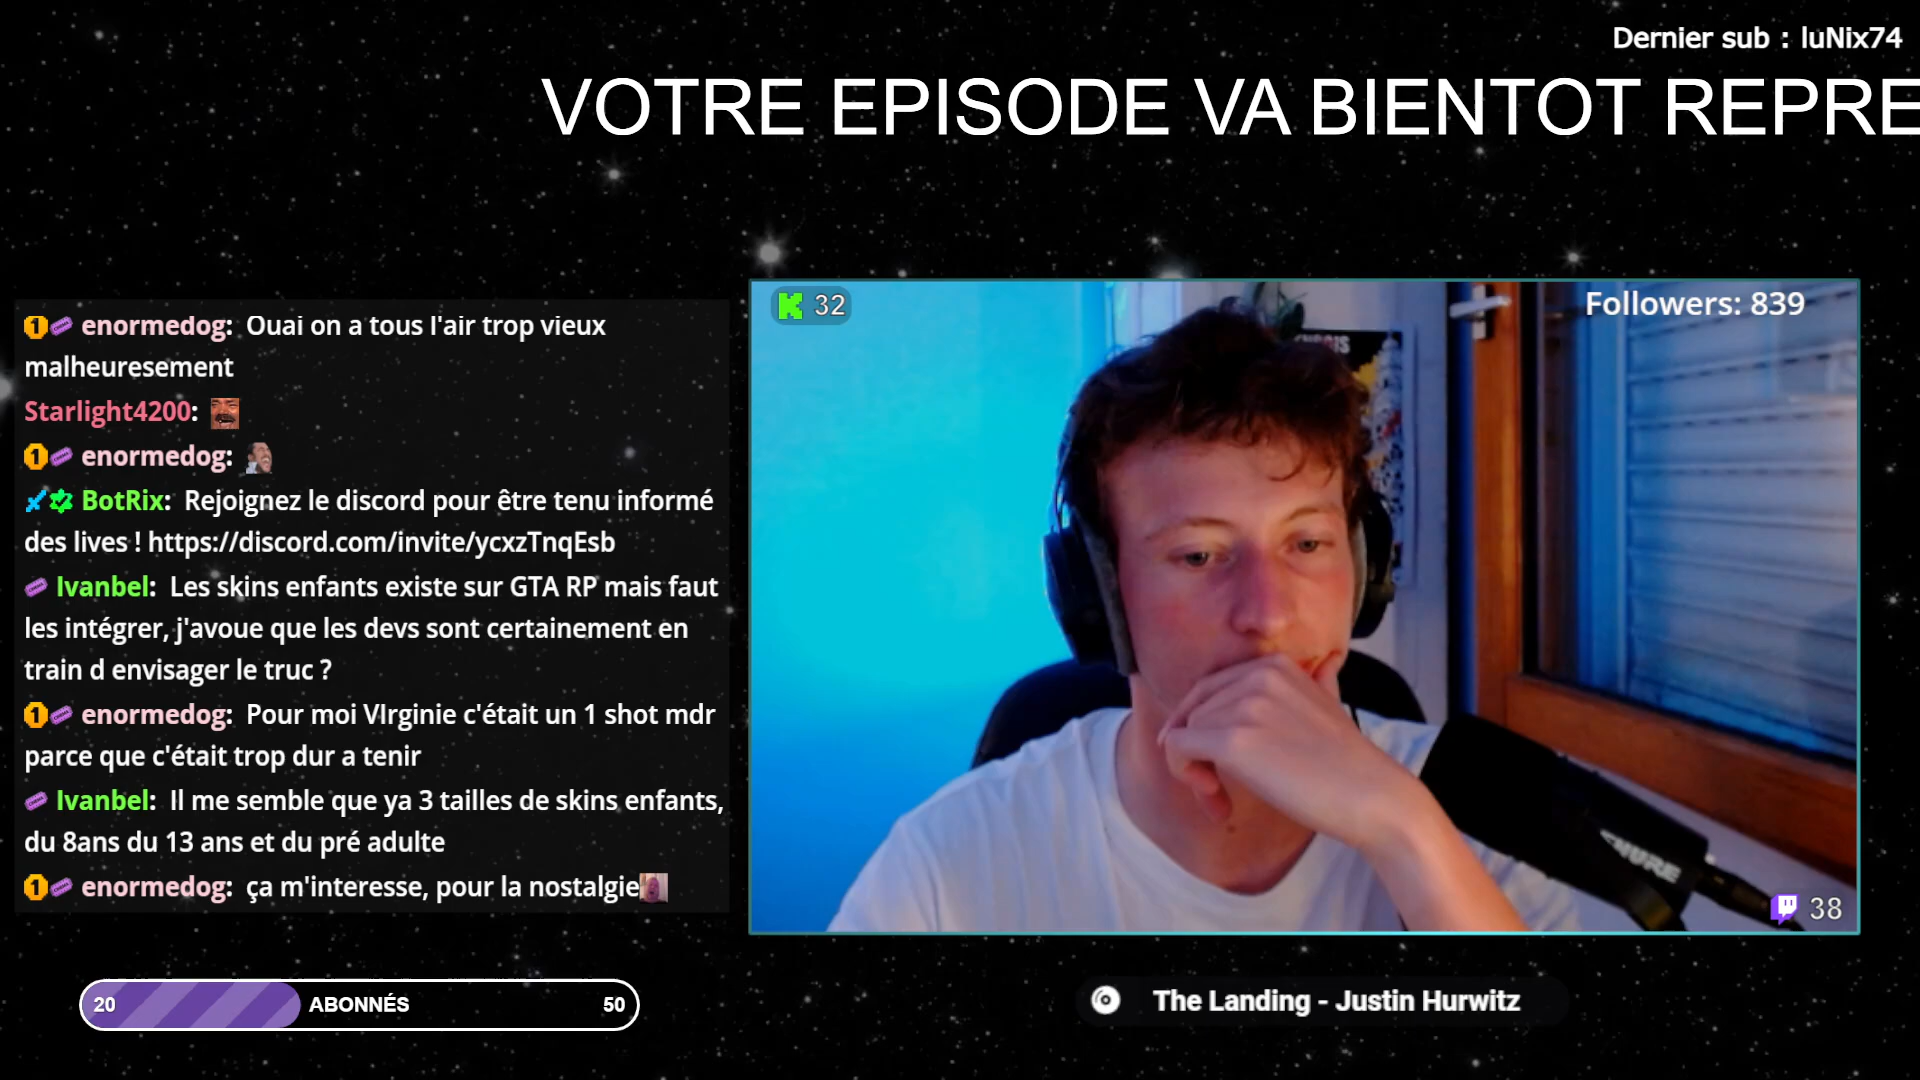 Dernier sub : luNix74
VOTRE EPISODE VA BIENTOT REPRE
32
Followers: 839
enormedog: Ouai on a tous l'air trop vieux
malheuresement
Starlight4200:
enormedog:
BotRix: Rejoignez le discord pour être tenu informé
des lives ! https://discord.com/invite/ycxzTnqEsb
Ivanbel: Les skins enfants existe sur GTA RP mais faut
les intégrer, j'avoue que les devs sont certainement en
train d envisager le truc ?
enormedog: Pour moi VIrginie c'était un 1 shot mdr
parce que c'était trop dur a tenir
Ivanbel: Il me semble que ya 3 tailles de skins enfants,
du 8ans du 13 ans et du pré adulte
enormedog: ça m'interesse, pour la nostalgie
SHURE
38
20 ABONNÉS 50
The Landing - Justin Hurwitz